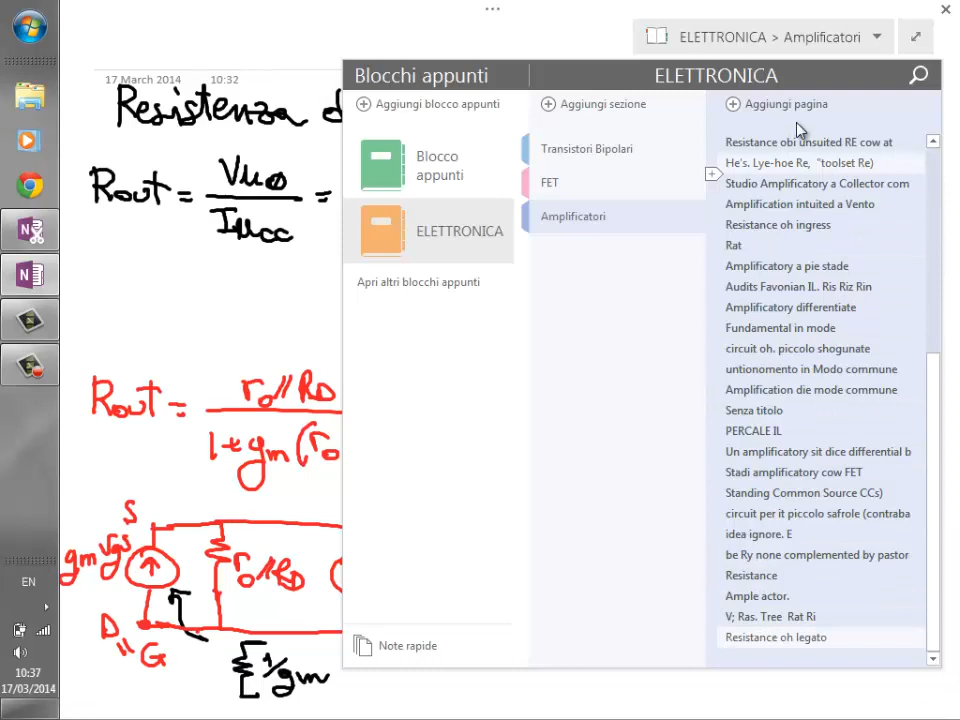 ELETTRONICA > Amplificatori
17 March 2014 10:32
Resistenza d
Rout = Vuo / Iucc =
Rout = ro // RD / 1+gm(ro
S
gmVgs
ro//RD
D
//
G
1/gm
Blocchi appunti
ELETTRONICA
Aggiungi blocco appunti
Aggiungi sezione
Aggiungi pagina
Blocco appunti
ELETTRONICA
Apri altri blocchi appunti
Note rapide
Transistori Bipolari
FET
Amplificatori
Resistance obi unsuited RE cow at
He's. Lye-hoe Re, "toolset Re)
Studio Amplificatory a Collector com
Amplification intuited a Vento
Resistance oh ingress
Rat
Amplificatory a pie stade
Audits Favonian IL. Ris Riz Rin
Amplificatory differentiate
Fundamental in mode
circuit oh. piccolo shogunate
untionomento in Modo commune
Amplification die mode commune
Senza titolo
PERCALE IL
Un amplificatory sit dice differential b
Stadi amplificatory cow FET
Standing Common Source CCs)
circuit per it piccolo safrole (contraba
idea ignore. E
be Ry none complemented by pastor
Resistance
Ample actor.
V; Ras. Tree Rat Ri
Resistance oh legato
EN
10:37
17/03/2014